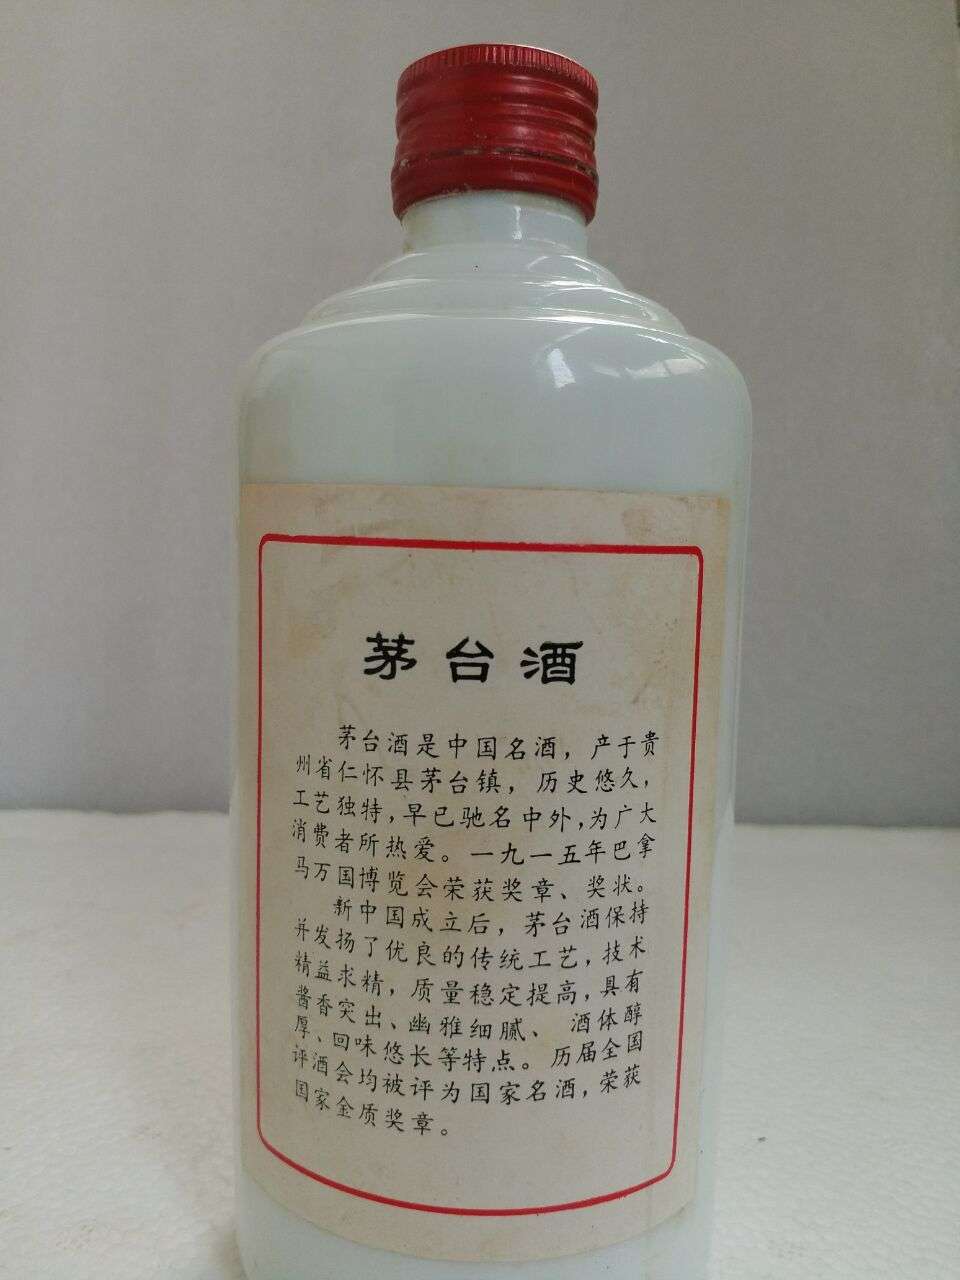 茅台酒
茅台酒是中国名酒，产于贵
州省仁怀县茅台镇，历史悠久，
工艺独特，早已驰名中外，为广大
消费者所热爱。一九一五年巴拿
马万国博览会荣获奖章、奖状。
新中国成立后，茅台酒保持
并发扬了优良的传统工艺，技术
精益求精，质量稳定提高，具有
酱香突出、幽雅细腻、酒体醇
厚、回味悠长等特点。历届全国
评酒会均被评为国家名酒，荣获
国家金质奖章。